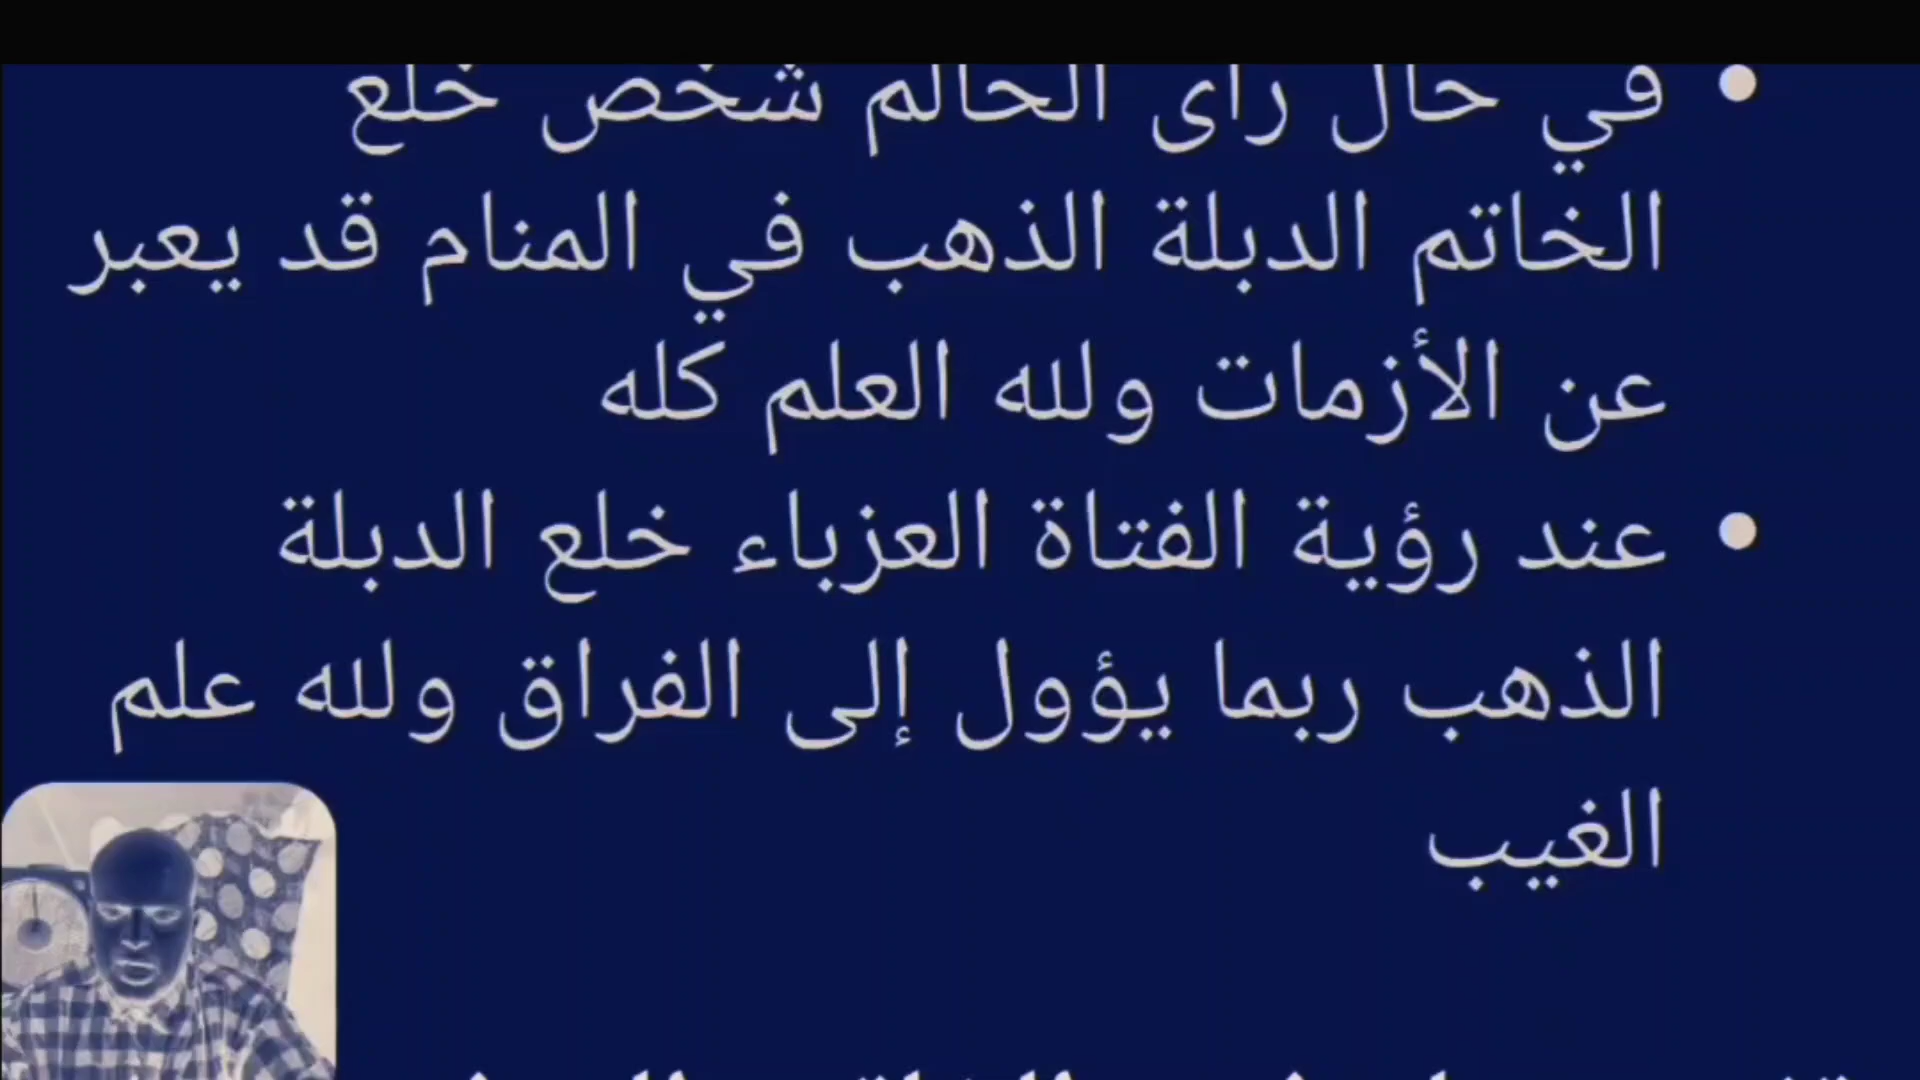 في حال رأى الحالم شخص خلع
الخاتم الدبلة الذهب في المنام قد يعبر
عن الأزمات ولله العلم كله
عند رؤية الفتاة العزباء خلع الدبلة
الذهب ربما يؤول إلى الفراق ولله علم
الغيب